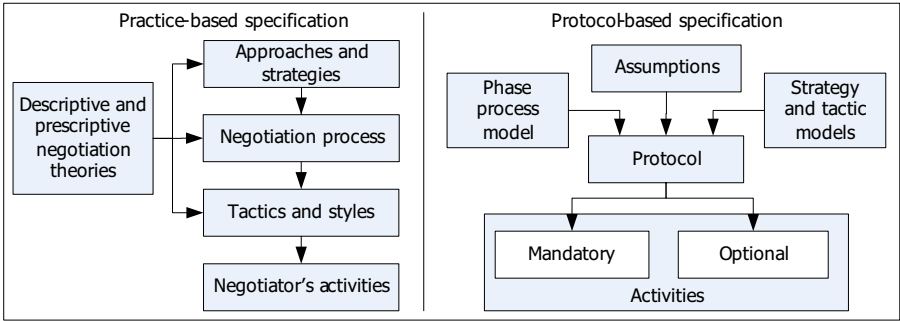 Practice-based specification
Approaches and
strategies
Descriptive and
prescriptive
negotiation
theories
Negotiation process
Tactics and styles
Negotiator's activities
Protocol-based specification
Assumptions
Phase
process
model
Strategy
and tactic
models
Protocol
Mandatory
Optional
Activities